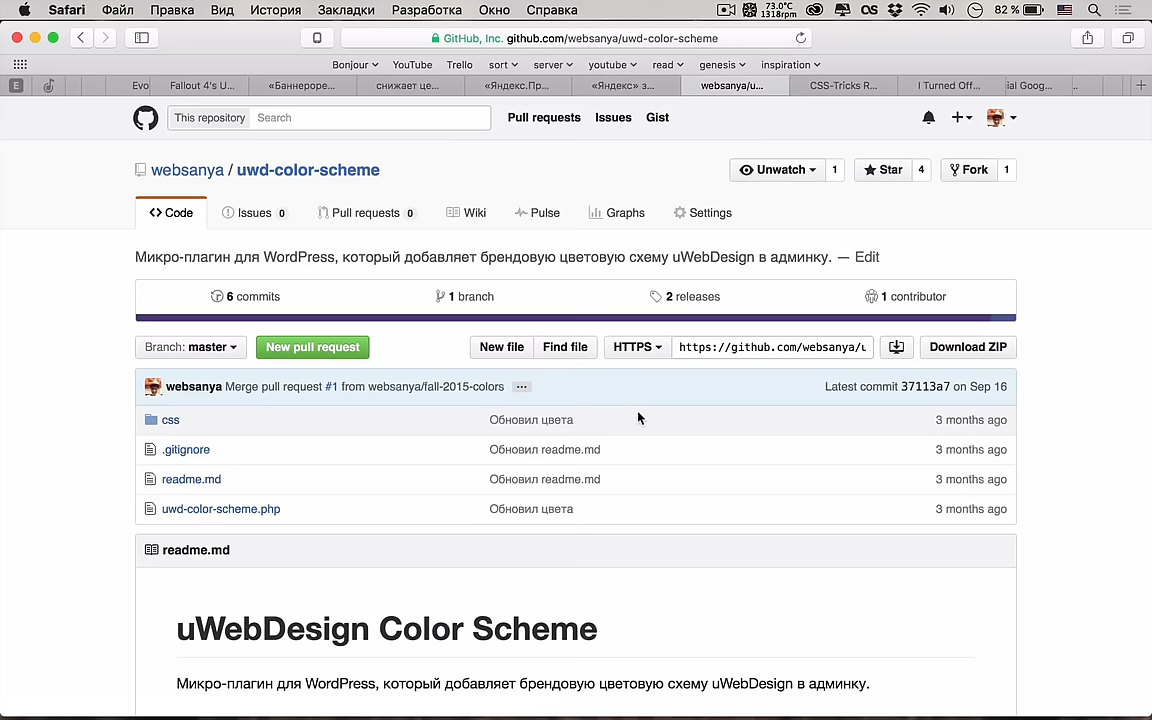 Safari Файл Правка Вид История Закладки Разработка Окно Справка 73.0°C 1318rpm 82 %
GitHub, Inc. github.com/websanya/uwd-color-scheme
Bonjour YouTube Trello sort server youtube read genesis inspiration
E Evo Fallout 4's U... «Баннероре... снижает це... «Яндекс.Пр... «Яндекс» з... websanya/u... CSS-Tricks R... I Turned Off... ial Goog... ..
This repository Search Pull requests Issues Gist
websanya / uwd-color-scheme Unwatch 1 Star 4 Fork 1
Code Issues 0 Pull requests 0 Wiki Pulse Graphs Settings
Микро-плагин для WordPress, который добавляет брендовую цветовую схему uWebDesign в админку. — Edit
6 commits 1 branch 2 releases 1 contributor
Branch: master New pull request New file Find file HTTPS https://github.com/websanya/u Download ZIP
websanya Merge pull request #1 from websanya/fall-2015-colors ... Latest commit 37113a7 on Sep 16
css Обновил цвета 3 months ago
.gitignore Обновил readme.md 3 months ago
readme.md Обновил readme.md 3 months ago
uwd-color-scheme.php Обновил цвета 3 months ago
readme.md
uWebDesign Color Scheme
Микро-плагин для WordPress, который добавляет брендовую цветовую схему uWebDesign в админку.